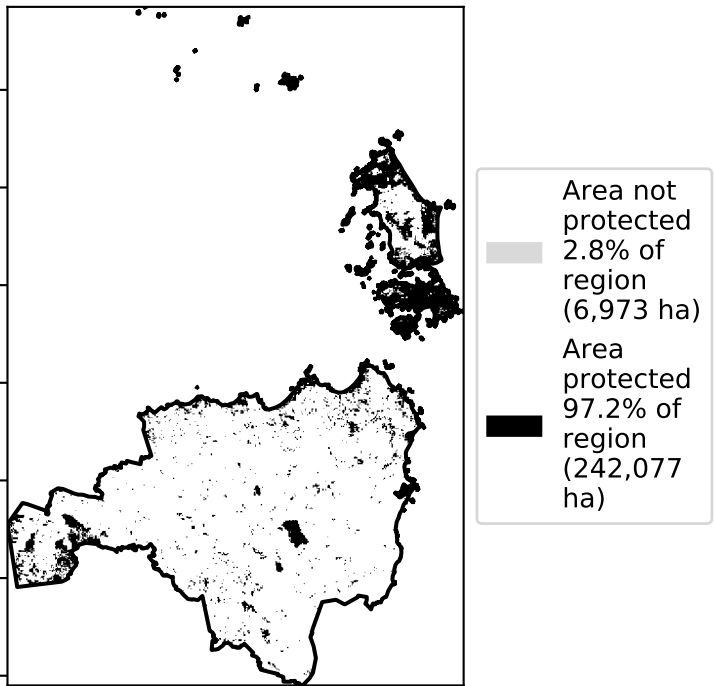 Area not
protected
2.8% of
region
(6,973 ha)
Area
protected
97.2% of
region
(242,077
ha)